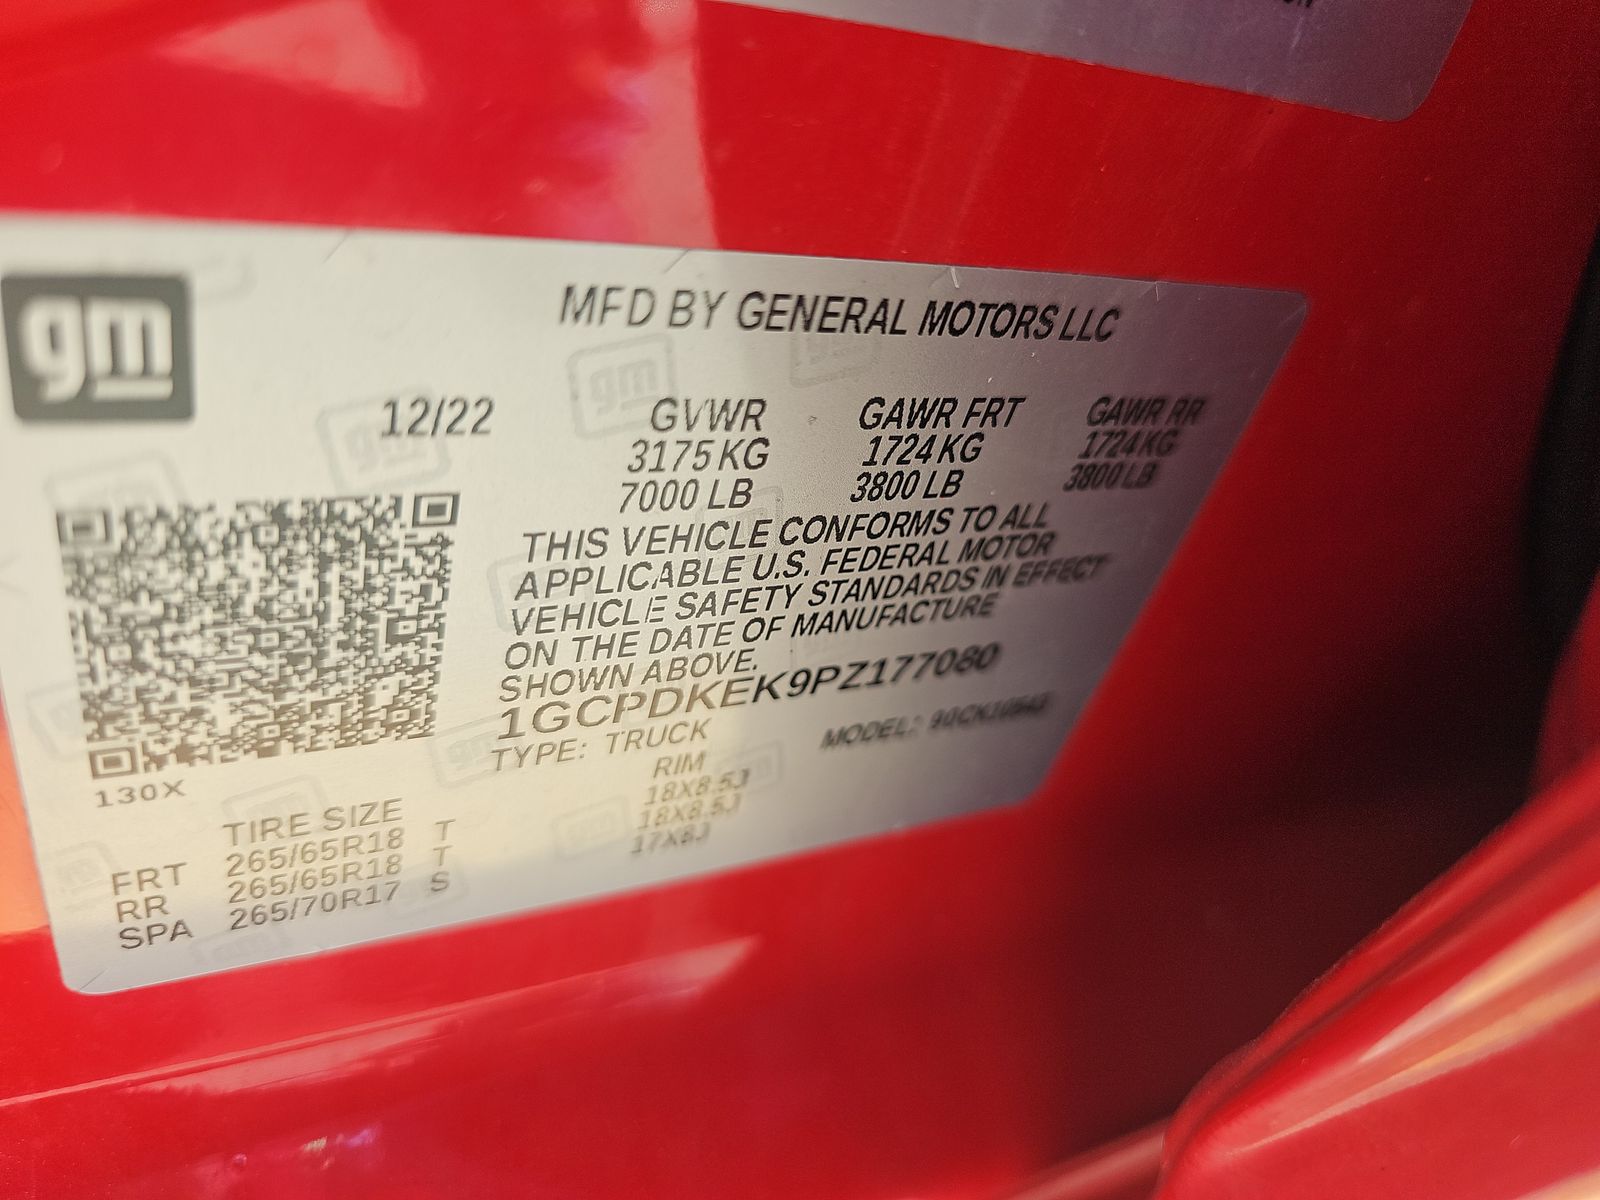 gm
MFD BY GENERAL MOTORS LLC
12/22 GVWR GAWR FRT GAWR RR
3175 KG 1724 KG 1724 KG
7000 LB 3800 LB 3800 LB
THIS VEHICLE CONFORMS TO ALL
APPLICABLE U.S. FEDERAL MOTOR
VEHICLE SAFETY STANDARDS IN EFFECT
ON THE DATE OF MANUFACTURE
SHOWN ABOVE.
1GCPDKEK9PZ177080
TYPE: TRUCK MODEL:
130X
TIRE SIZE RIM
FRT 265/65R18 T 18X8.5J
RR 265/65R18 T 18X8.5J
SPA 265/70R17 S 17X8J